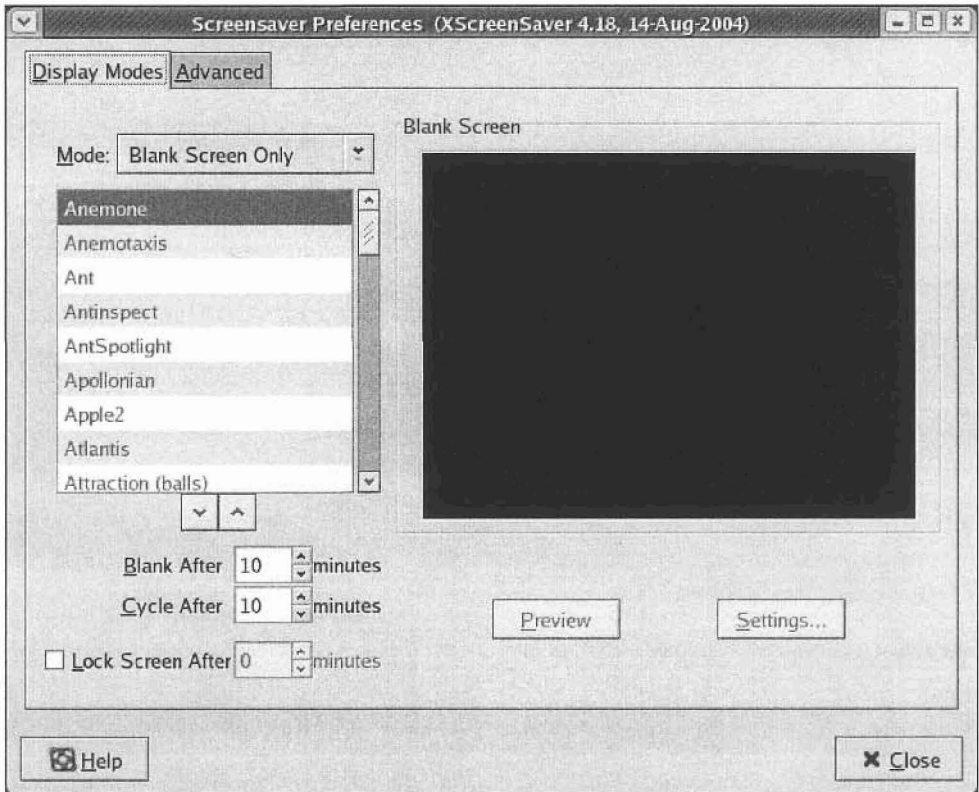 Screensaver Preferences (XScreenSaver 4.18, 14-Aug-2004)
Display Modes Advanced
Blank Screen
Mode: Blank Screen Only
Anemone
Anemotaxis
Ant
Antinspect
AntSpotlight
Apollonian
Apple2
Atlantis
Attraction (balls)
Blank After 10 minutes
Cycle After 10 minutes
Preview Settings...
Lock Screen After 0 minutes
Help Close